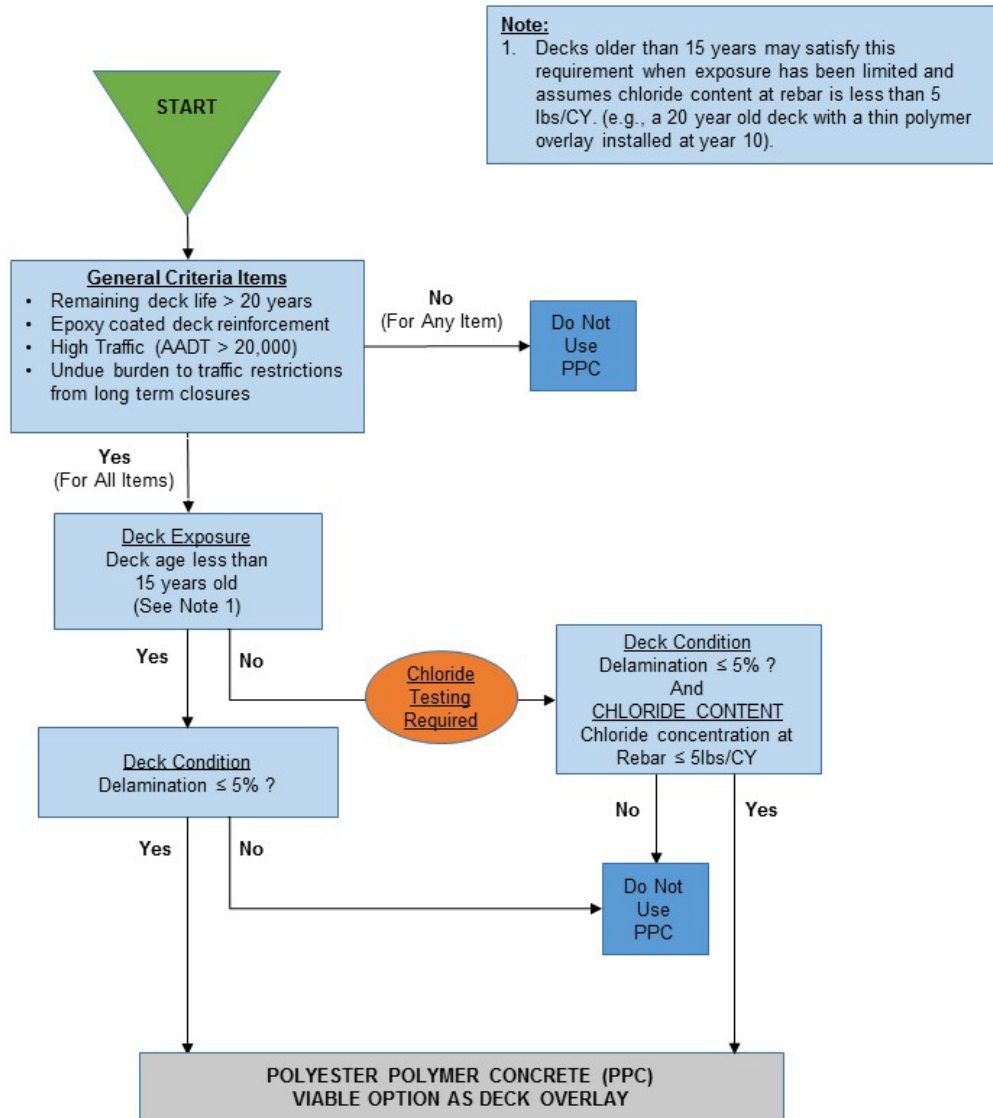 START
Note:
1. Decks older than 15 years may satisfy this
requirement when exposure has been limited and
assumes chloride content at rebar is less than 5
lbs/CY. (e.g., a 20 year old deck with a thin polymer
overlay installed at year 10).
General Criteria Items
• Remaining deck life > 20 years
• Epoxy coated deck reinforcement
• High Traffic (AADT > 20,000)
• Undue burden to traffic restrictions
from long term closures
No
(For Any Item)
Do Not
Use
PPC
Yes
(For All Items)
Deck Exposure
Deck age less than
15 years old
(See Note 1)
Yes
No
Chloride
Testing
Required
Deck Condition
Delamination ≤ 5% ?
And
CHLORIDE CONTENT
Chloride concentration at
Rebar ≤ 5lbs/CY
Deck Condition
Delamination ≤ 5% ?
No
Yes
Yes
No
Do Not
Use
PPC
POLYESTER POLYMER CONCRETE (PPC)
VIABLE OPTION AS DECK OVERLAY